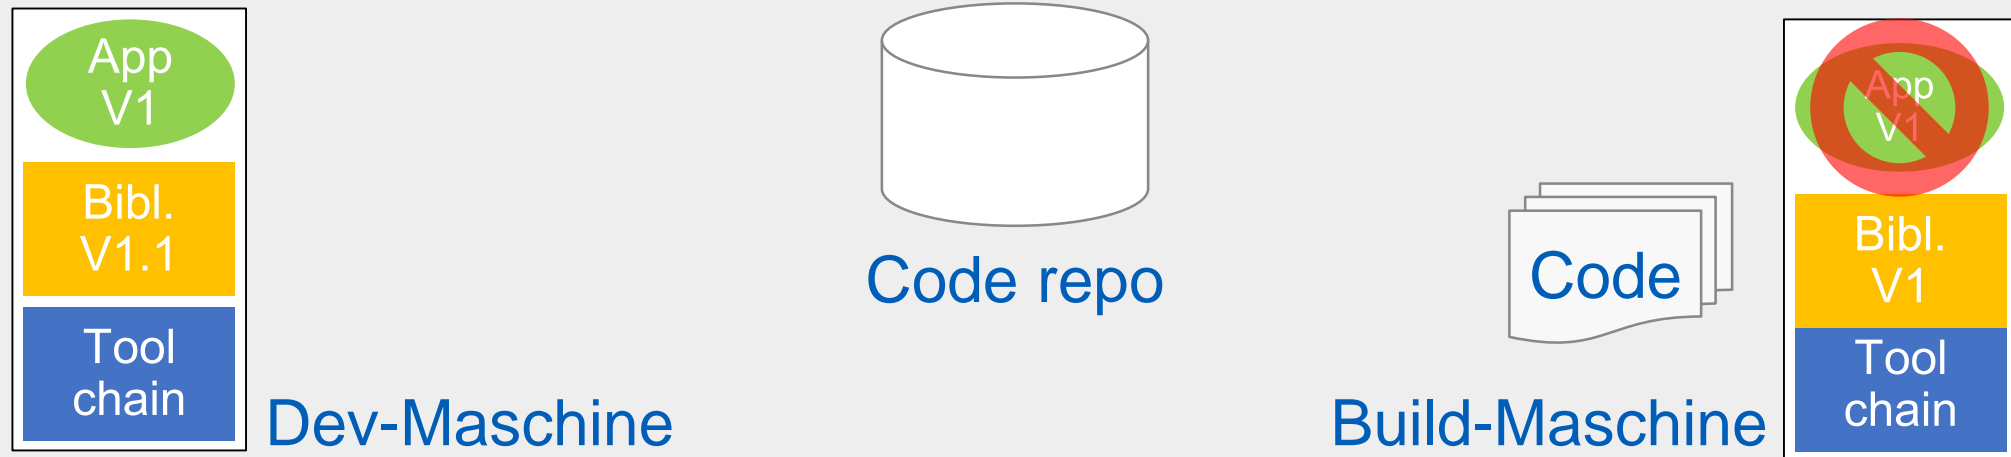 App
V1
Bibl.
V1.1
Tool
chain
Dev-Maschine
Code repo
Code
Build-Maschine
App
V1
Bibl.
V1
Tool
chain